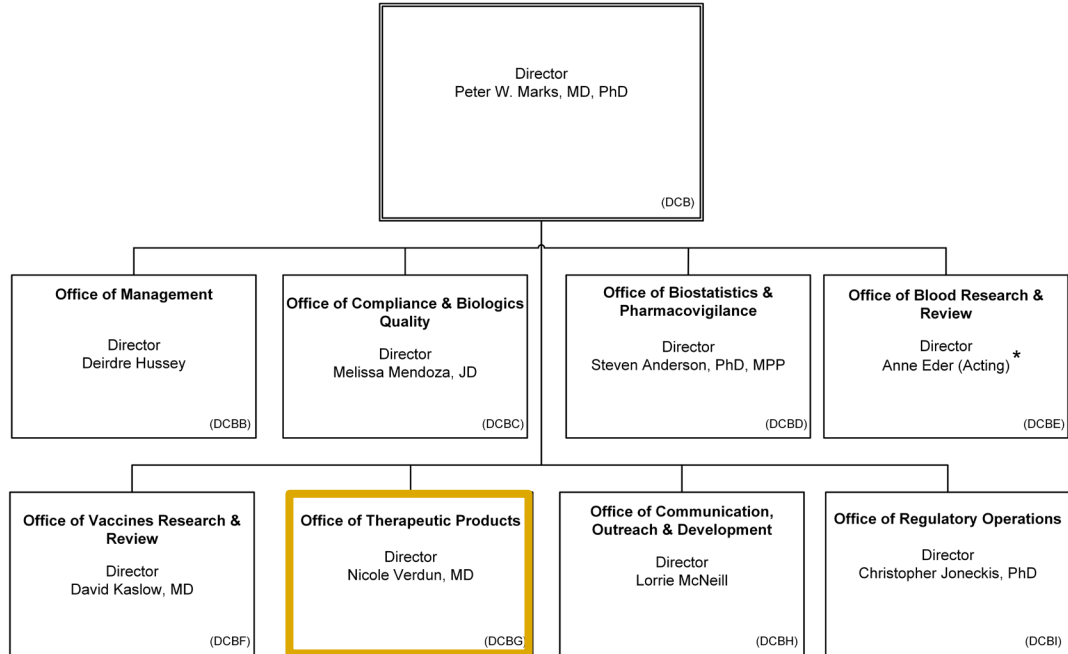 Director
Peter W. Marks, MD, PhD
(DCB)
Office of Management
Director
Deirdre Hussey
(DCBB)
Office of Compliance & Biologics
Quality
Director
Melissa Mendoza, JD
(DCBC)
Office of Biostatistics &
Pharmacovigilance
Director
Steven Anderson, PhD, MPP
(DCBD)
Office of Blood Research &
Review
Director
Anne Eder (Acting) *
(DCBE)
Office of Vaccines Research &
Review
Director
David Kaslow, MD
(DCBF)
Office of Therapeutic Products
Director
Nicole Verdun, MD
(DCBG)
Office of Communication,
Outreach & Development
Director
Lorrie McNeill
(DCBH)
Office of Regulatory Operations
Director
Christopher Joneckis, PhD
(DCBI)